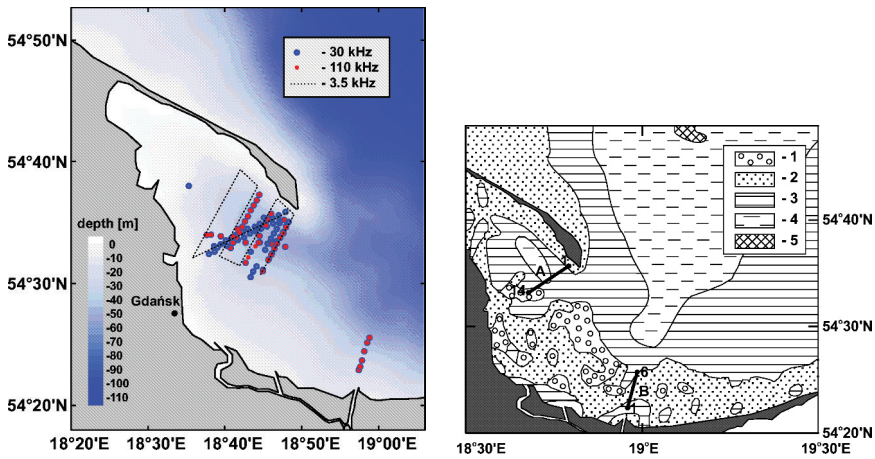 54°50'N
54°40'N
54°30'N
54°20'N
- 30 kHz
- 110 kHz
- 3.5 kHz
depth [m]
0
-10
-20
-30
-40
-50
-60
-70
-80
-90
-100
-110
Gdańsk
18°20'E 18°30'E 18°40'E 18°50'E 19°00'E
- 1
- 2
- 3
- 4
- 5
54°40'N
54°30'N
54°20'N
A
14
6
B
1
18°30'E 19°E 19°30'E